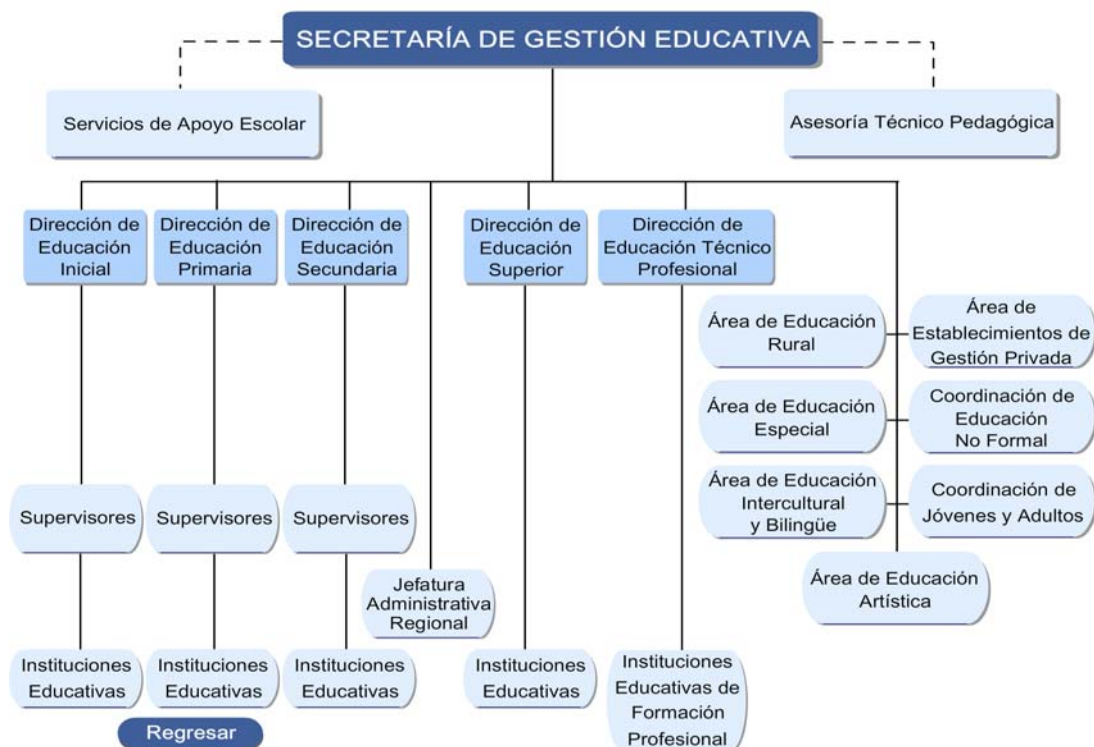 SECRETARÍA DE GESTIÓN EDUCATIVA
Servicios de Apoyo Escolar
Asesoría Técnico Pedagógica
Dirección de
Educación
Inicial
Dirección de
Educación
Primaria
Dirección de
Educación
Secundaria
Dirección de
Educación
Superior
Dirección de
Educación Técnico
Profesional
Área de Educación
Rural
Área de
Establecimientos de
Gestión Privada
Área de Educación
Especial
Coordinación de
Educación
No Formal
Área de Educación
Intercultural
y Bilingüe
Coordinación de
Jóvenes y Adultos
Área de Educación
Artística
Supervisores
Supervisores
Supervisores
Jefatura
Administrativa
Regional
Instituciones
Educativas
Instituciones
Educativas
Instituciones
Educativas
Instituciones
Educativas
Instituciones
Educativas de
Formación
Profesional
Regresar